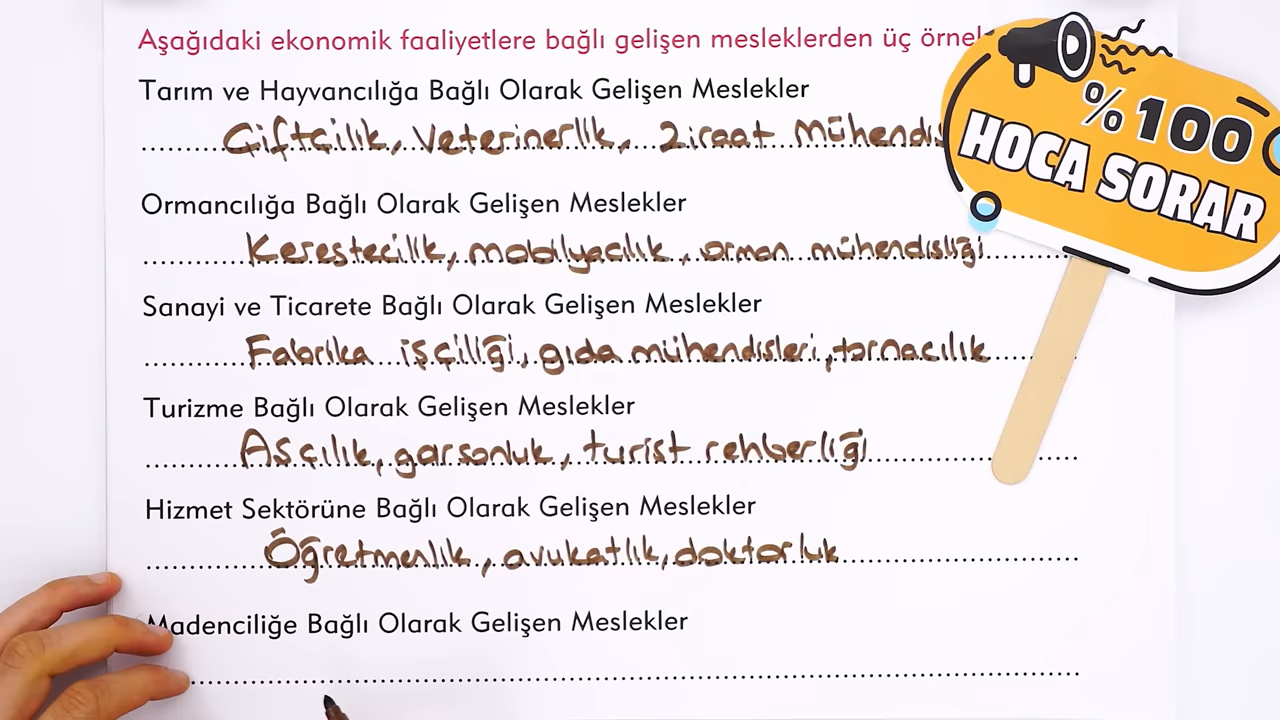 Aşağıdaki ekonomik faaliyetlere bağlı gelişen mesleklerden üç
Tarım ve Hayvancılığa Bağlı Olarak Gelişen Meslekler
Çiftçilik, Veterinerlik, Ziraat
Ormancılığa Bağlı Olarak Gelişen Meslekler
Kerestecilik, mobilyacılık, orman mühendisliği
Sanayi ve Ticarete Bağlı Olarak Gelişen Meslekler
Fabrika işçiliği, gıda mühendisleri, tornacılık
Turizme Bağlı Olarak Gelişen Meslekler
Aşçılık, garsonluk, turist rehberliği
Hizmet Sektörüne Bağlı Olarak Gelişen Meslekler
Öğretmenlik, avukatlık, doktorluk
Madenciliğe Bağlı Olarak Gelişen Meslekler
%100
HOCA SORAR